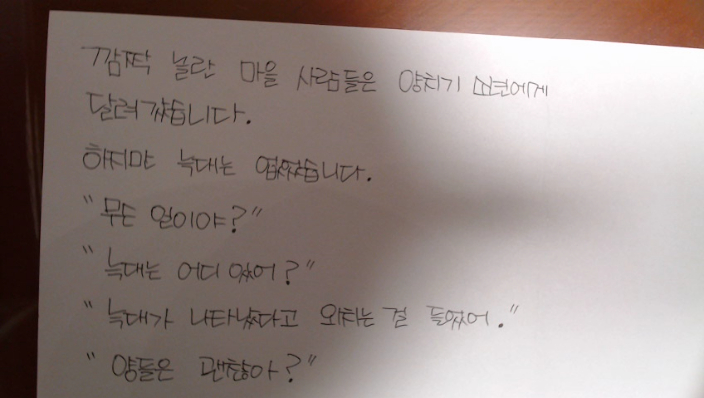 깜짝 놀란 마을 사람들은 양치기 소년에게
달려갔습니다.
하지만 늑대는 없었습니다.
"무슨 일이야?"
"늑대는 어디 있어?"
"늑대가 나타났다고 외치는 걸 들었어."
"양들은 괜찮아?"